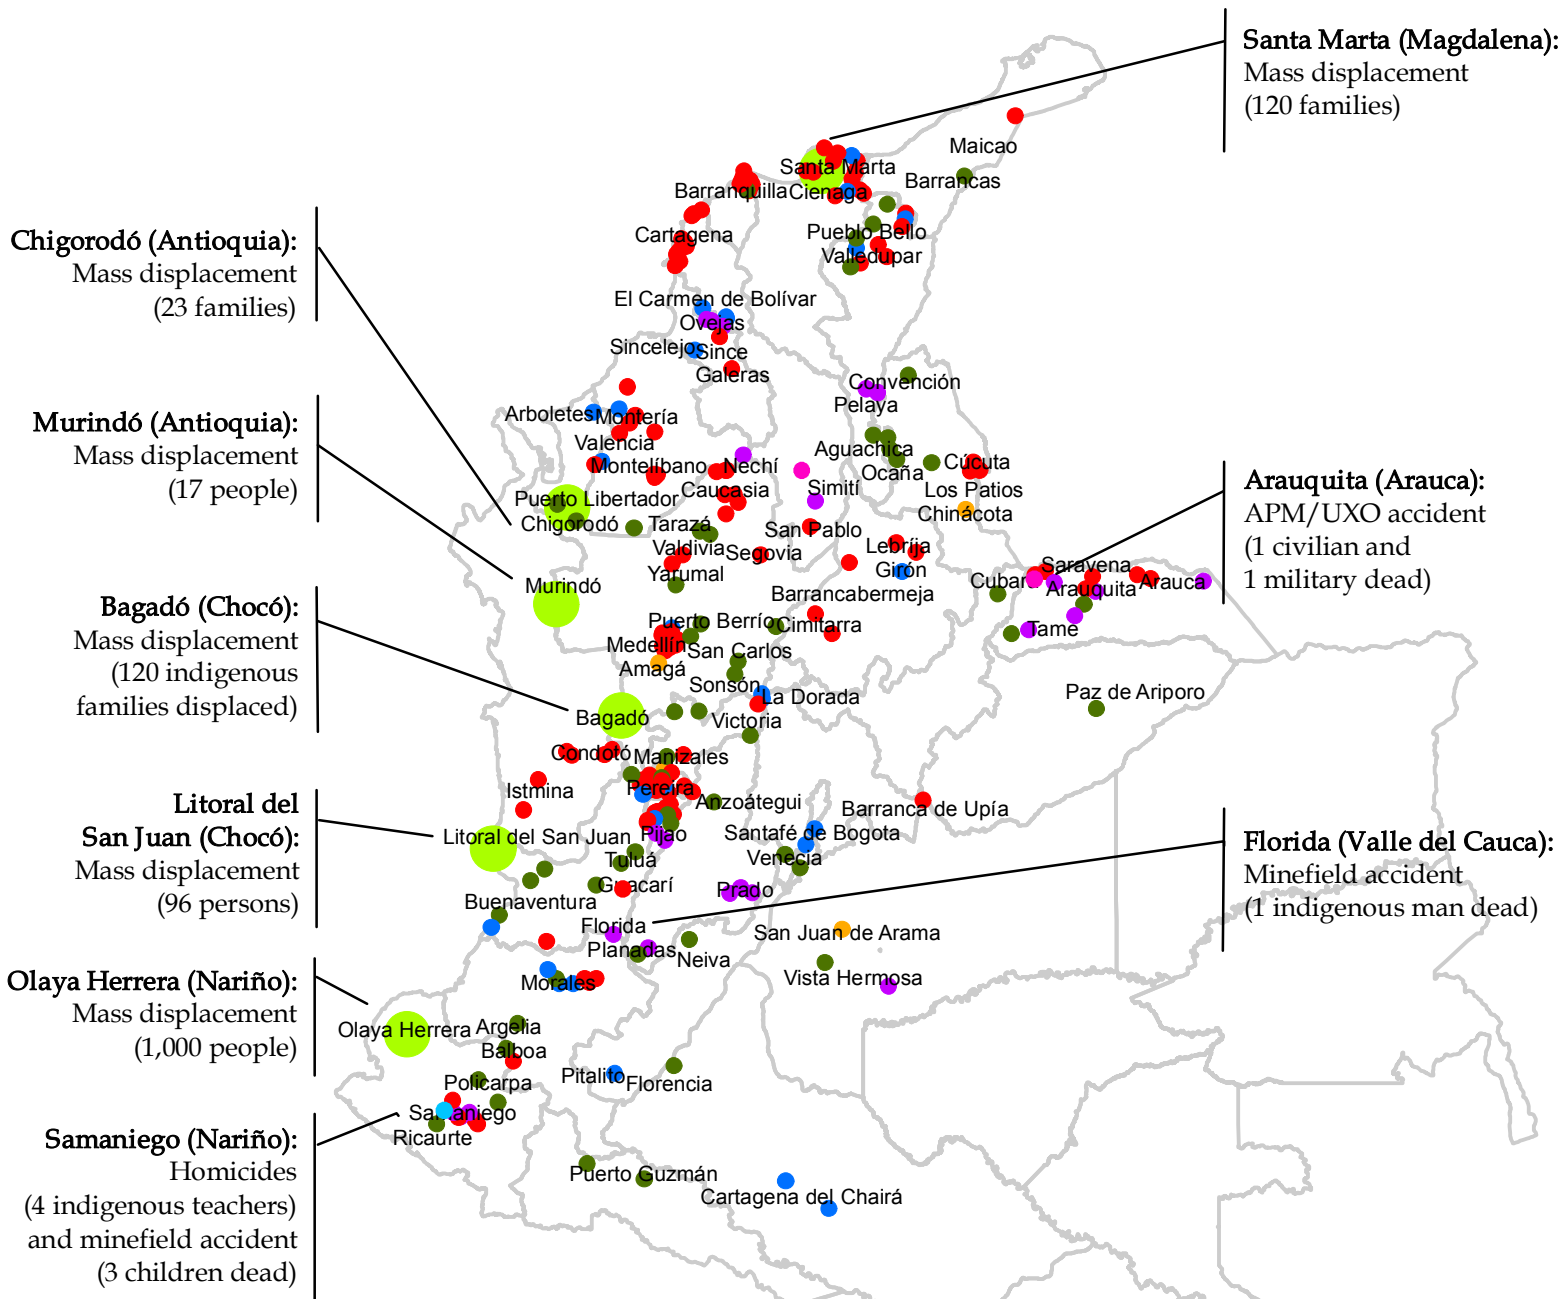 Santa Marta (Magdalena):
Mass displacement
(120 families)
Chigorodó (Antioquia):
Mass displacement
(23 families)
Murindó (Antioquia):
Mass displacement
(17 people)
Bagadó (Chocó):
Mass displacement
(120 indigenous
families displaced)
Litoral del
San Juan (Chocó):
Mass displacement
(96 persons)
Olaya Herrera (Nariño):
Mass displacement
(1,000 people)
Samaniego (Nariño):
Homicides
(4 indigenous teachers)
and minefield accident
(3 children dead)
Arauquita (Arauca):
APM/UXO accident
(1 civilian and
1 military dead)
Florida (Valle del Cauca):
Minefield accident
(1 indigenous man dead)
Maicao
Santa Marta
Barrancas
Barranquilla
Cienaga
Cartagena
Pueblo Bello
Valledupar
El Carmen de Bolívar
Ovejas
Sincelejo
Since
Galeras
Convención
Pelaya
Arboletes
Montería
Valencia
Aguachica
Ocaña
Cúcuta
Montelíbano
Nechí
Simití
Los Patios
Puerto Libertador
Caucasia
Chinácota
Chigorodó
Tarazá
San Pablo
Valdivia
Segovia
Lebríja
Yarumal
Girón
Saravena
Cubará
Arauquita
Arauca
Murindó
Barrancabermeja
Puerto Berrío
Cimitarra
Tame
Medellín
San Carlos
Amagá
Sonsón
La Dorada
Paz de Ariporo
Bagadó
Victoria
Condotó
Manizales
Istmina
Pereira
Anzoátegui
Barranca de Upía
Litoral del San Juan
Pijao
Santafé de Bogota
Tuluá
Venecia
Guacarí
Prado
Buenaventura
Florida
San Juan de Arama
Planadas
Neiva
Morales
Vista Hermosa
Olaya Herrera
Argelia
Balboa
Policarpa
Pitalito
Florencia
Samaniego
Ricaurte
Puerto Guzmán
Cartagena del Chairá